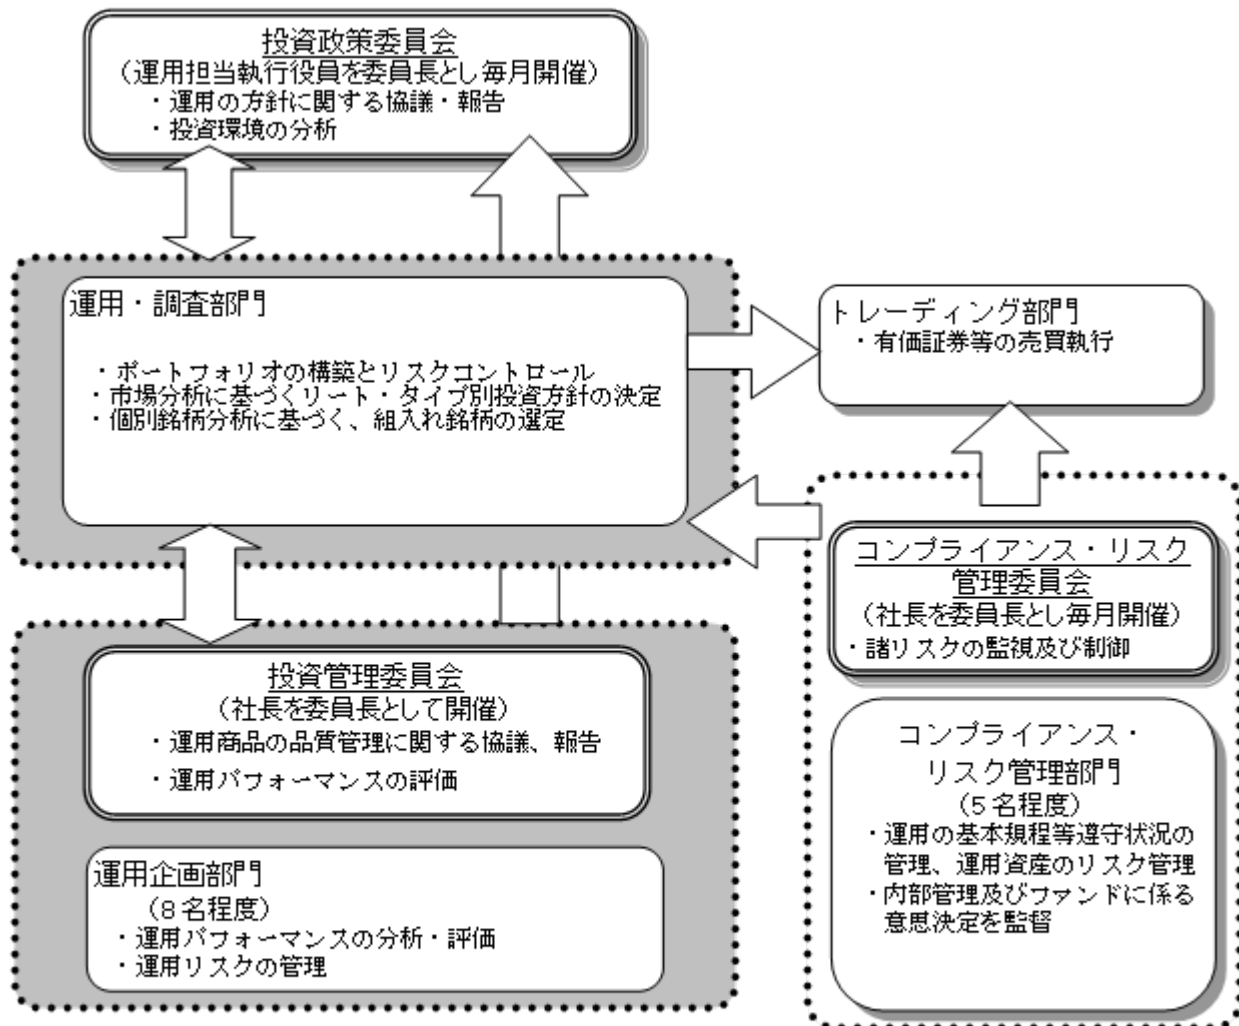 投資政策委員会
（運用担当執行役員を委員長とし毎月開催）
・運用の方針に関する協議・報告
・投資環境の分析
運用・調査部門
・ポートフォリオの構築とリスクコントロール
・市場分析に基づくリート・タイプ別投資方針の決定
・個別銘柄分析に基づく、組入れ銘柄の選定
トレーディング部門
・有価証券等の売買執行
コンプライアンス・リスク
管理委員会
（社長を委員長とし毎月開催）
・諸リスクの監視及び制御
投資管理委員会
（社長を委員長として開催）
・運用商品の品質管理に関する協議、報告
・運用パフォーマンスの評価
コンプライアンス・
リスク管理部門
（5名程度）
・運用の基本規程等遵守状況の
管理、運用資産のリスク管理
・内部管理及びファンドに係る
意思決定を監督
運用企画部門
（8名程度）
・運用パフォーマンスの分析・評価
・運用リスクの管理